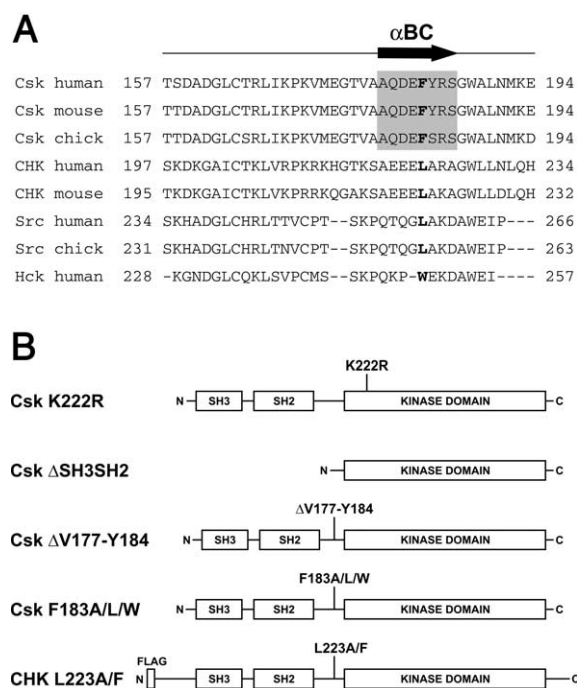 A
αBC
Csk human 157 TSDADGLCTRLIKPKVMEGTVAAQDEFYRSGWALNMKE 194
Csk mouse 157 TTDADGLCTRLIKPKVMEGTVAAQDEFYRSGWALNMKE 194
Csk chick 157 TTDADGLCSRLIKPKVMEGTVAAQDEFSRSGWALNMKD 194
CHK human 197 SKDKGAICTKLVRPKRKHGTKSAEEELARAGWLLNLQH 234
CHK mouse 195 TKDKGAICTKLVKPRRKQGAKSAEEELAKAGWLLDLQH 232
Src human 234 SKHADGLCHRLTTVCPT--SKPQTQGLAKDAWEIP--- 266
Src chick 231 SKHADGLCHRLTNVCPT--SKPQTQGLAKDAWEIP--- 263
Hck human 228 -KGNDGLCQKLSVPCMS--SKPQKP-WEKDAWEI---- 257
B
K222R
Csk K222R N SH3 SH2 KINASE DOMAIN C
Csk ΔSH3SH2 N KINASE DOMAIN C
ΔV177-Y184
Csk ΔV177-Y184 N SH3 SH2 KINASE DOMAIN C
F183A/L/W
Csk F183A/L/W N SH3 SH2 KINASE DOMAIN C
L223A/F
FLAG
CHK L223A/F N SH3 SH2 KINASE DOMAIN C